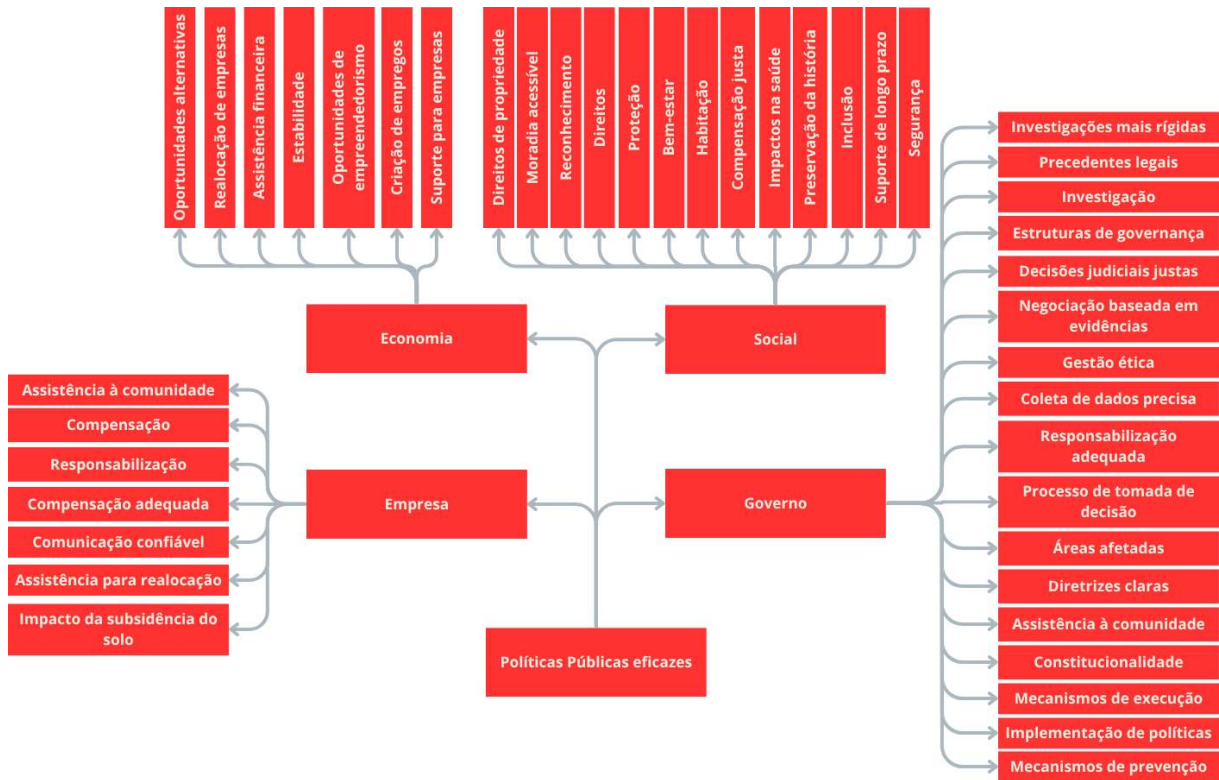 Oportunidades alternativas
Realocação de empresas
Assistência financeira
Estabilidade
Oportunidades de
empreendedorismo
Criação de empregos
Suporte para empresas
Direitos de propriedade
Moradia acessível
Reconhecimento
Direitos
Proteção
Bem-estar
Habitação
Compensação justa
Impactos na saúde
Preservação da história
Inclusão
Suporte de longo prazo
Segurança
Economia
Social
Assistência à comunidade
Compensação
Responsabilização
Compensação adequada
Comunicação confiável
Assistência para realocação
Impacto da subsidência do
solo
Empresa
Governo
Políticas Públicas eficazes
Investigações mais rígidas
Precedentes legais
Investigação
Estruturas de governança
Decisões judiciais justas
Negociação baseada em
evidências
Gestão ética
Coleta de dados precisa
Responsabilização
adequada
Processo de tomada de
decisão
Áreas afetadas
Diretrizes claras
Assistência à comunidade
Constitucionalidade
Mecanismos de execução
Implementação de políticas
Mecanismos de prevenção